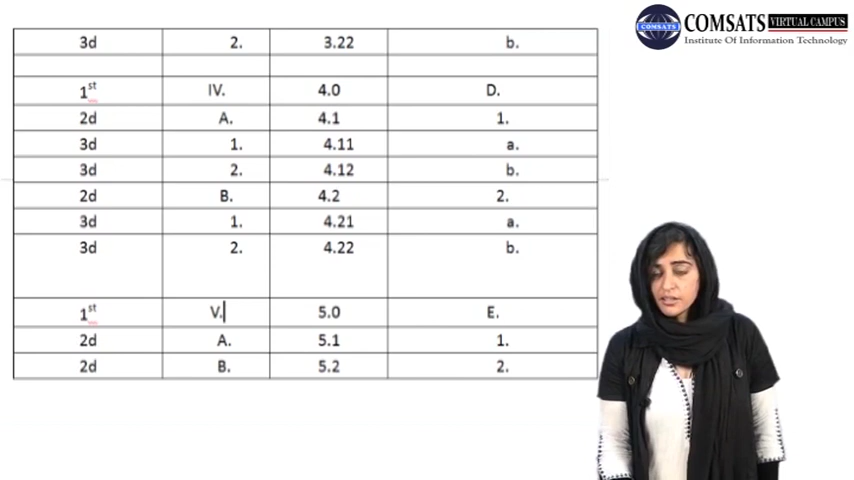 COMSATS VIRTUAL CAMPUS
COMSATS
Institute Of Information Technology
3d 2. 3.22 b.
1st IV. 4.0 D.
2d A. 4.1 1.
3d 1. 4.11 a.
3d 2. 4.12 b.
2d B. 4.2 2.
3d 1. 4.21 a.
3d 2. 4.22 b.
1st V. 5.0 E.
2d A. 5.1 1.
2d B. 5.2 2.